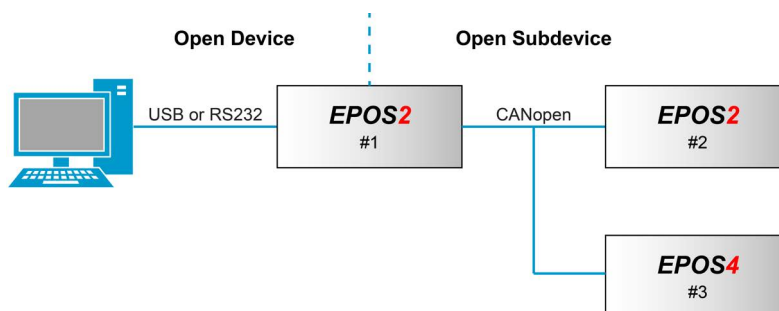 Open Device
Open Subdevice
USB or RS232
EPOS2
#1
CANopen
EPOS2
#2
EPOS4
#3